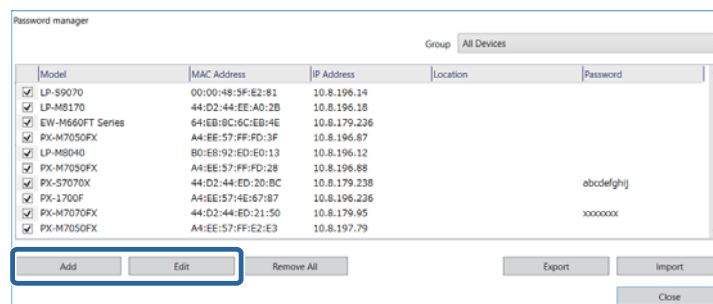 Password manager
Group All Devices
Model MAC Address IP Address Location Password
LP-S9070 00:00:48:5F:E2:81 10.8.196.14
LP-M8170 44:D2:44:EE:A0:2B 10.8.196.18
EW-M660FT Series 64:EB:8C:6C:EB:4E 10.8.179.236
PX-M7050FX A4:EE:57:FF:FD:3F 10.8.196.87
LP-M8040 B0:E8:92:ED:E0:13 10.8.196.12
PX-M7050FX A4:EE:57:FF:FD:28 10.8.196.88
PX-S7070X 44:D2:44:ED:20:BC 10.8.179.238 abcdefghij
PX-1700F A4:EE:57:4E:67:87 10.8.196.236
PX-M7070FX 44:D2:44:ED:21:50 10.8.179.95 xxxxxxx
PX-M7050FX A4:EE:57:FF:E2:E3 10.8.197.79
Add Edit Remove All Export Import
Close